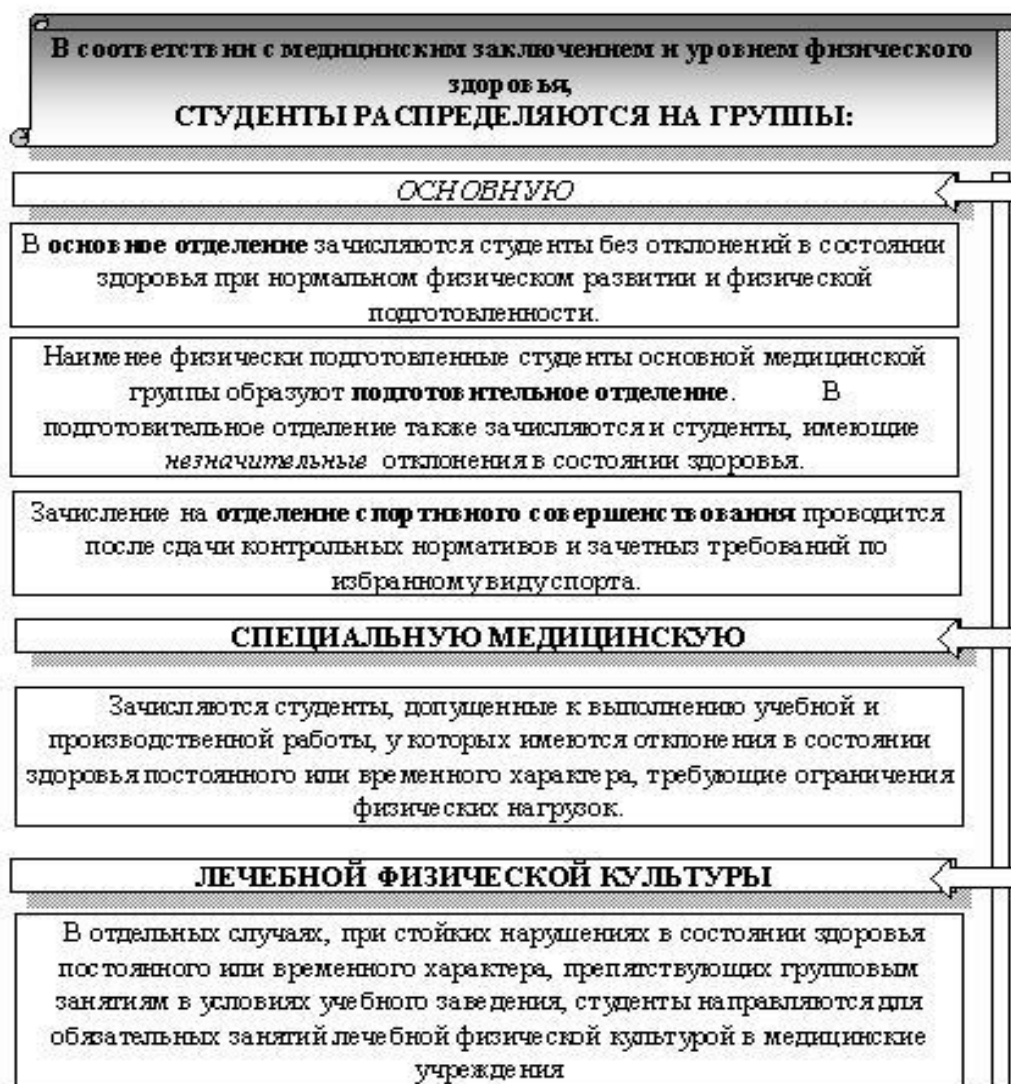 В соответствии с медицинским заключением и уровнем физического
здоровья,
СТУДЕНТЫ РАСПРЕДЕЛЯЮТСЯ НА ГРУППЫ:
ОСНОВНУЮ
В основное отделение зачисляются студенты без отклонений в состоянии
здоровья при нормальном физическом развитии и физической
подготовленности.
Наименее физически подготовленные студенты основной медицинской
группы образуют подготовительное отделение. В
подготовительное отделение также зачисляются и студенты, имеющие
незначительные отклонения в состоянии здоровья.
Зачисление на отделение спортивного совершенствования проводится
после сдачи контрольных нормативов и зачетныз требований по
избранному виду спорта.
СПЕЦИАЛЬНУЮ МЕДИЦИНСКУЮ
Зачисляются студенты, допущенные к выполнению учебной и
производственной работы, у которых имеются отклонения в состоянии
здоровья постоянного или временного характера, требующие ограничения
физических нагрузок.
ЛЕЧЕБНОЙ ФИЗИЧЕСКОЙ КУЛЬТУРЫ
В отдельных случаях, при стойких нарушениях в состоянии здоровья
постоянного или временного характера, препятствующих групповым
занятиям в условиях учебного заведения, студенты направляются для
обязательных занятий лечебной физической культурой в медицинские
учреждения